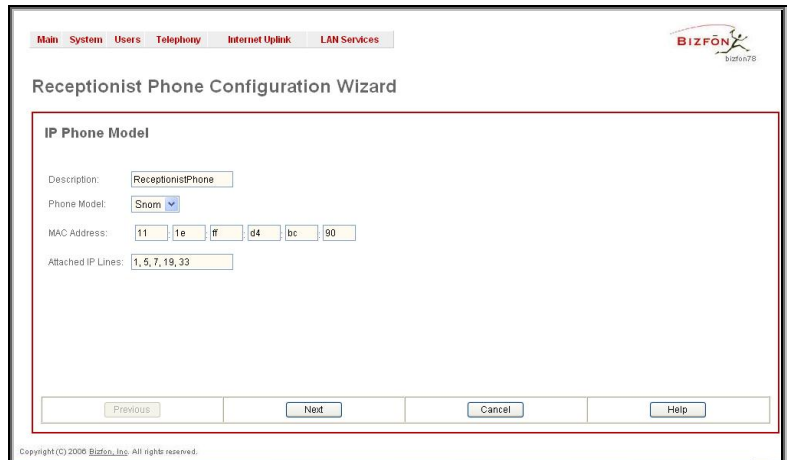 Main System Users Telephony Internet Uplink LAN Services
BIZFON
bizfon78
Receptionist Phone Configuration Wizard
IP Phone Model
Description: ReceptionistPhone
Phone Model: Snom
MAC Address: 11 : 1e : ff : d4 : bc : 90
Attached IP Lines: 1, 5, 7, 19, 33
Previous Next Cancel Help
Copyright (C) 2006 Bizfon, Inc. All rights reserved.